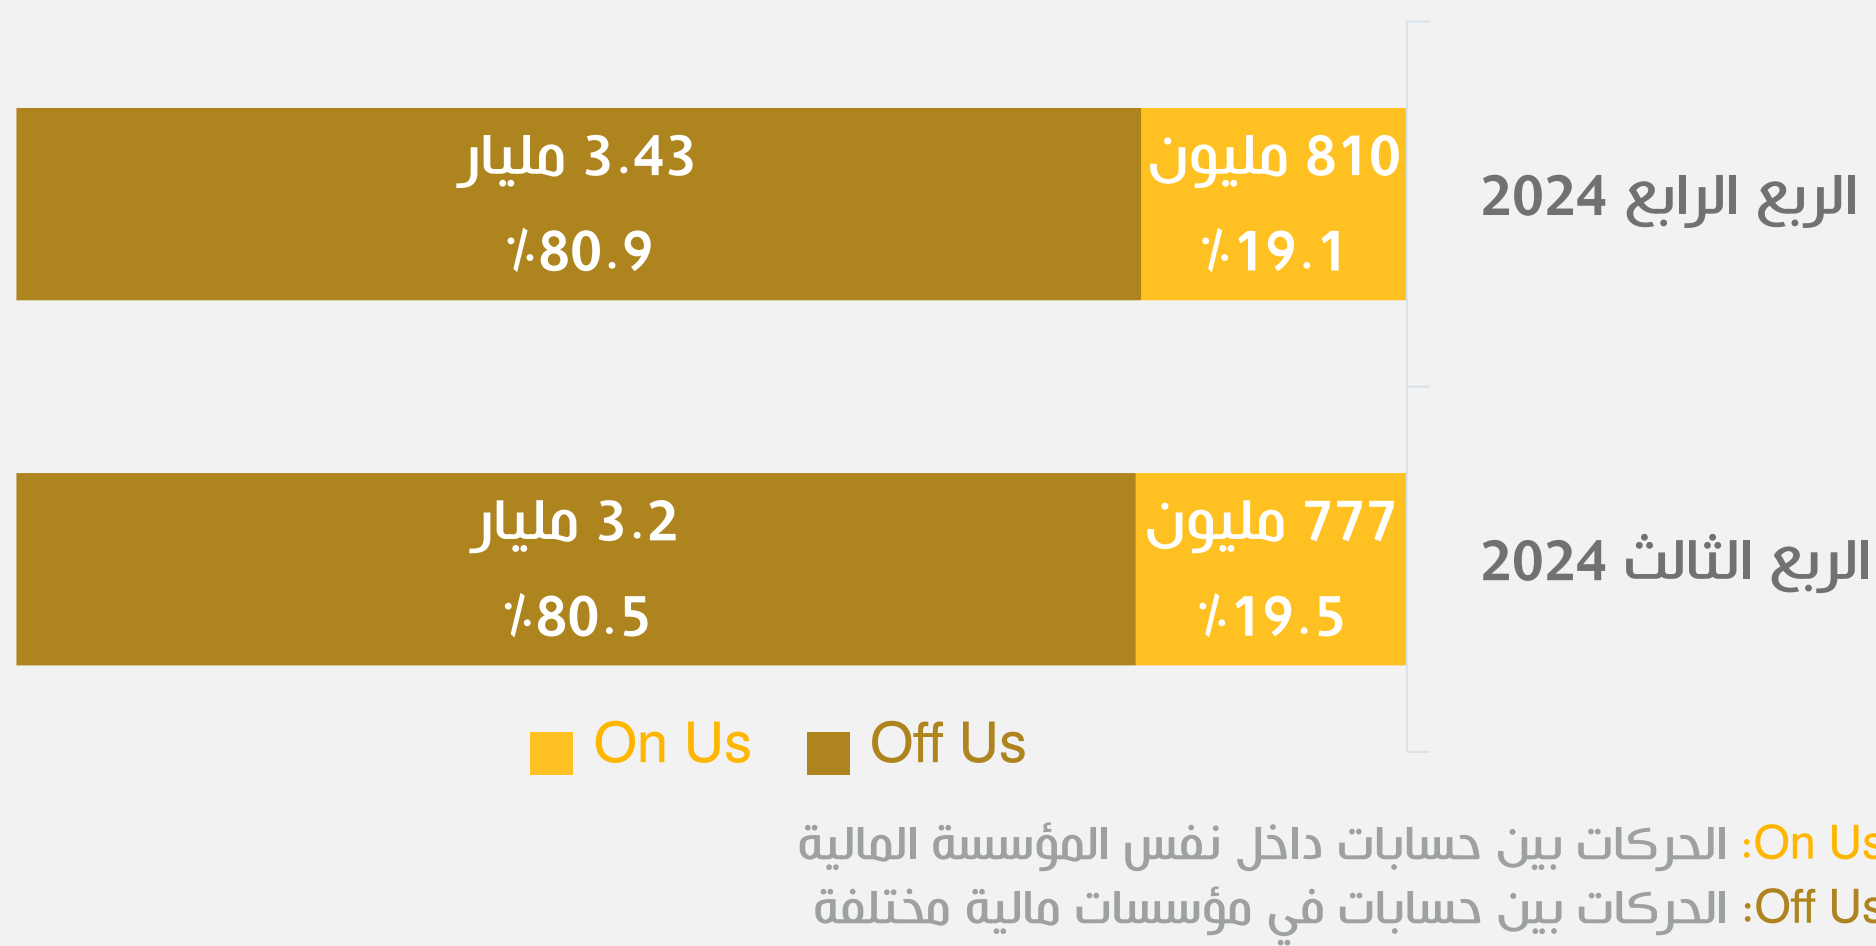 الربع الرابع 2024
810 مليون
3.43 مليار
19.1٪
80.9٪
الربع الثالث 2024
777 مليون
3.2 مليار
19.5٪
80.5٪
On Us
Off Us
On Us: الحركات بين حسابات داخل نفس المؤسسة المالية
Off Us: الحركات بين حسابات في مؤسسات مالية مختلفة